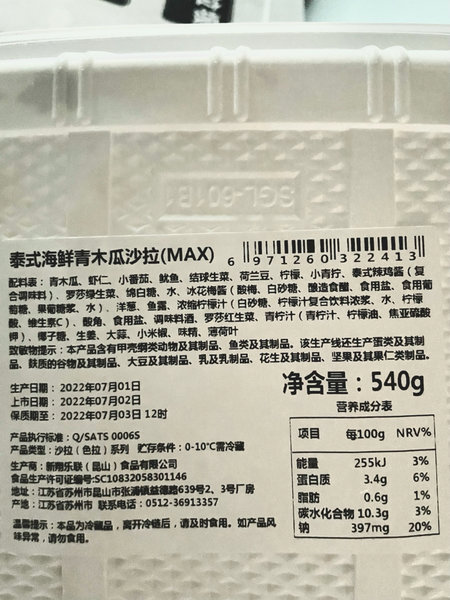 SGL-601B
泰式海鲜青木瓜沙拉(MAX)
6 971260 322413
配料表：青木瓜、虾仁、小番茄、鱿鱼、结球生菜、荷兰豆、柠檬、小青柠、泰式辣鸡酱（复
合调味料）、罗莎绿生菜、绵白糖、水、冰花梅酱（酸梅、白砂糖、酿造食醋、食用盐、食用葡
萄糖、果葡糖浆、水）、洋葱、鱼露、浓缩柠檬汁（白砂糖、柠檬汁复合饮料浓浆、水、柠檬
酸、维生素C）、酸角、食用盐、调味料酒、罗莎红生菜、青柠汁（青柠汁、柠檬油、焦亚硫酸
钾）、椰子糖、生姜、大蒜、小米椒、味精、薄荷叶
致敏物提示：本产品含有甲壳纲类动物及其制品、鱼类及其制品。该生产线还生产蛋类及其制
品、麸质的谷物及其制品、大豆及其制品、乳及乳制品、花生及其制品、坚果及其果仁类制品。
生产日期：2022年07月01日
上市日期：2022年07月02日
保质期至：2022年07月03日 12时
净含量：540g
营养成分表
项目 每100g NRV%
能量 255kJ 3%
蛋白质 3.4g 6%
脂肪 0.6g 1%
碳水化合物 10.3g 3%
钠 397mg 20%
产品执行标准：Q/SATS 0006S
产品类型：沙拉（色拉）系列 贮存条件：0-10℃需冷藏
生产商：新翔乐联（昆山）食品有限公司
食品生产许可证编号:SC10832058301146
地址：江苏省苏州市昆山市张浦镇益德路639号2、3号厂房
产地：江苏省苏州市 联系电话：0512-36913357
温馨提示：本品为冷藏品，离开冷链后，请及时食用。如产品风
味异常，请勿食用。